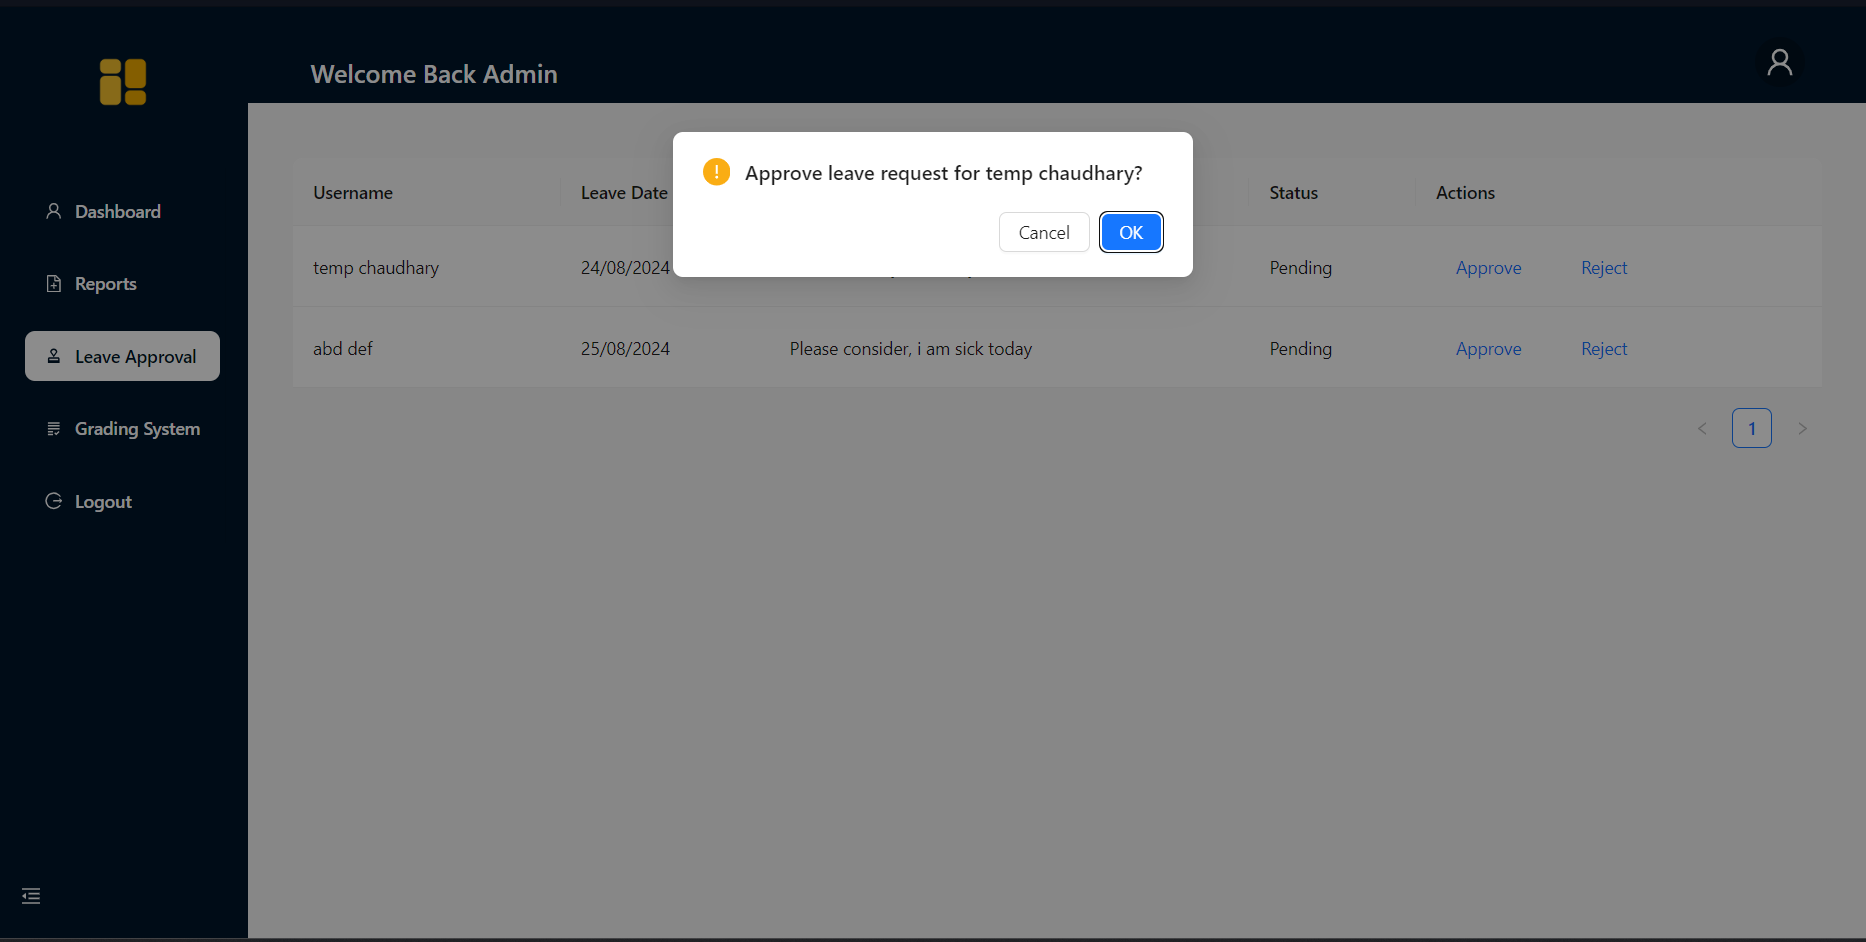 Welcome Back Admin
Dashboard
Reports
Leave Approval
Grading System
Logout
Approve leave request for temp chaudhary?
Cancel OK
Username Leave Date Status Actions
temp chaudhary 24/08/2024 Pending Approve Reject
abd def 25/08/2024 Please consider, i am sick today Pending Approve Reject
< 1 >